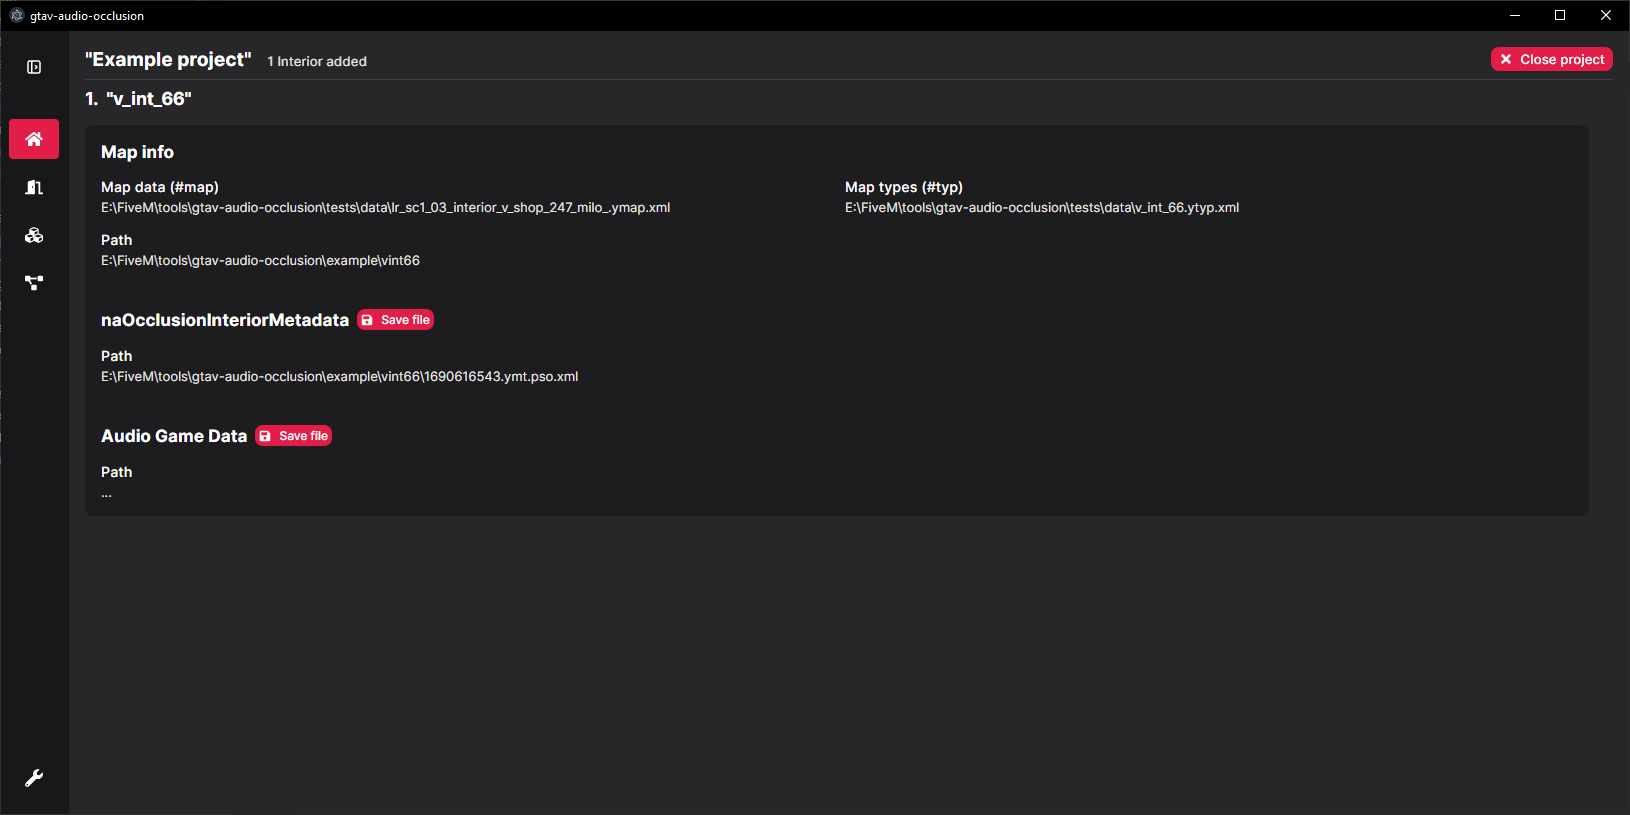 gtav-audio-occlusion
"Example project" 1 Interior added
Close project
1. "v_int_66"
Map info
Map data (#map)
E:\FiveM\tools\gtav-audio-occlusion\tests\data\lr_sc1_03_interior_v_shop_247_milo_.ymap.xml
Map types (#typ)
E:\FiveM\tools\gtav-audio-occlusion\tests\data\v_int_66.ytyp.xml
Path
E:\FiveM\tools\gtav-audio-occlusion\example\vint66
naOcclusionInteriorMetadata
Save file
Path
E:\FiveM\tools\gtav-audio-occlusion\example\vint66\1690616543.ymt.pso.xml
Audio Game Data
Save file
Path
...